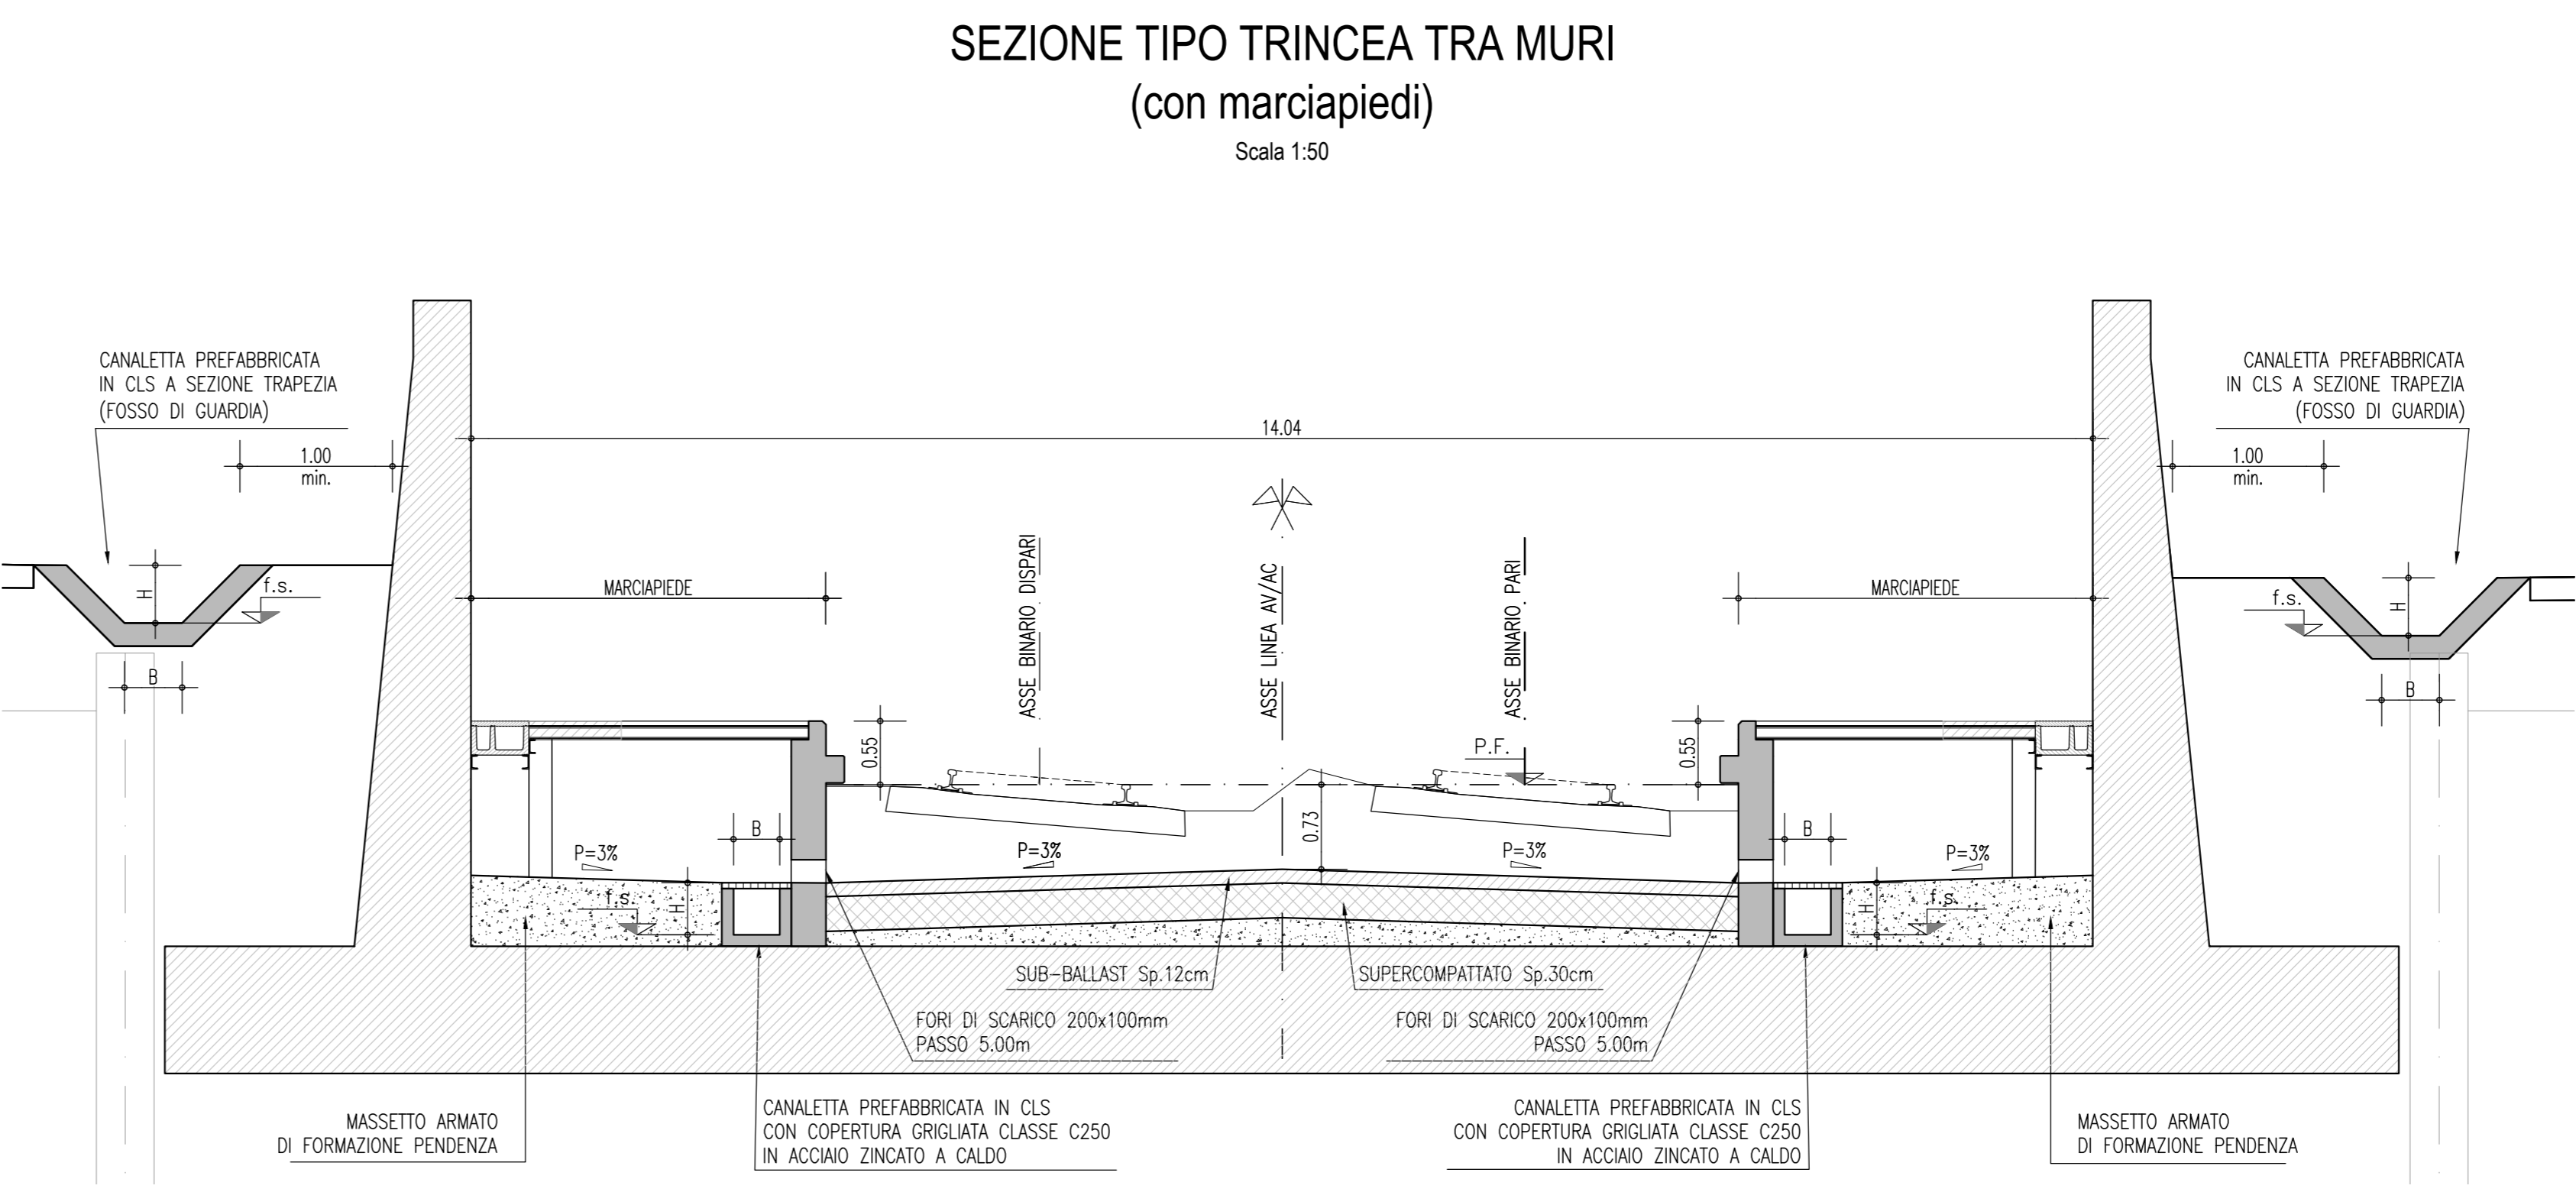 SEZIONE TIPO TRINCEA TRA MURI
(con marciapiedi)
Scala 1:50
CANALETTA PREFABBRICATA
IN CLS A SEZIONE TRAPEZIA
(FOSSO DI GUARDIA)
CANALETTA PREFABBRICATA
IN CLS A SEZIONE TRAPEZIA
(FOSSO DI GUARDIA)
14.04
1.00
min.
1.00
min.
ASSE BINARIO DISPARI
ASSE LINEA AV/AC
ASSE BINARIO PARI
H
f.s.
MARCIAPIEDE
MARCIAPIEDE
f.s.
H
B
B
0.55
P.F.
0.55
0.73
B
B
P=3%
P=3%
P=3%
P=3%
f.s.
H
H
f.s.
SUB-BALLAST Sp.12cm
SUPERCOMPATTATO Sp.30cm
FORI DI SCARICO 200x100mm
PASSO 5.00m
FORI DI SCARICO 200x100mm
PASSO 5.00m
MASSETTO ARMATO
DI FORMAZIONE PENDENZA
CANALETTA PREFABBRICATA IN CLS
CON COPERTURA GRIGLIATA CLASSE C250
IN ACCIAIO ZINCATO A CALDO
CANALETTA PREFABBRICATA IN CLS
CON COPERTURA GRIGLIATA CLASSE C250
IN ACCIAIO ZINCATO A CALDO
MASSETTO ARMATO
DI FORMAZIONE PENDENZA